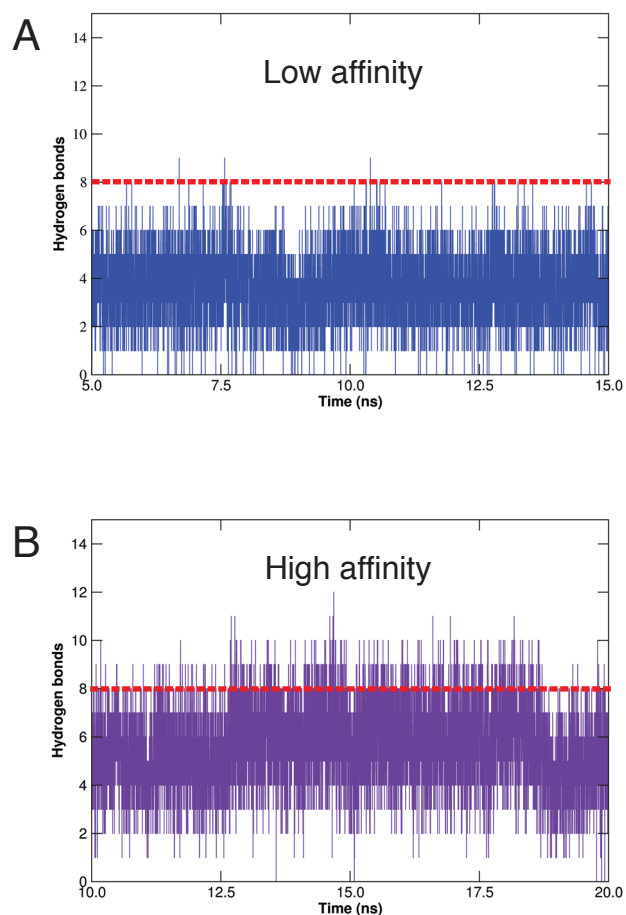 A
Low affinity
Hydrogen bonds
14
12
10
8
6
4
2
0
5.0 7.5 10.0 12.5 15.0
Time (ns)
B
High affinity
Hydrogen bonds
14
12
10
8
6
4
2
0
10.0 12.5 15.0 17.5 20.0
Time (ns)